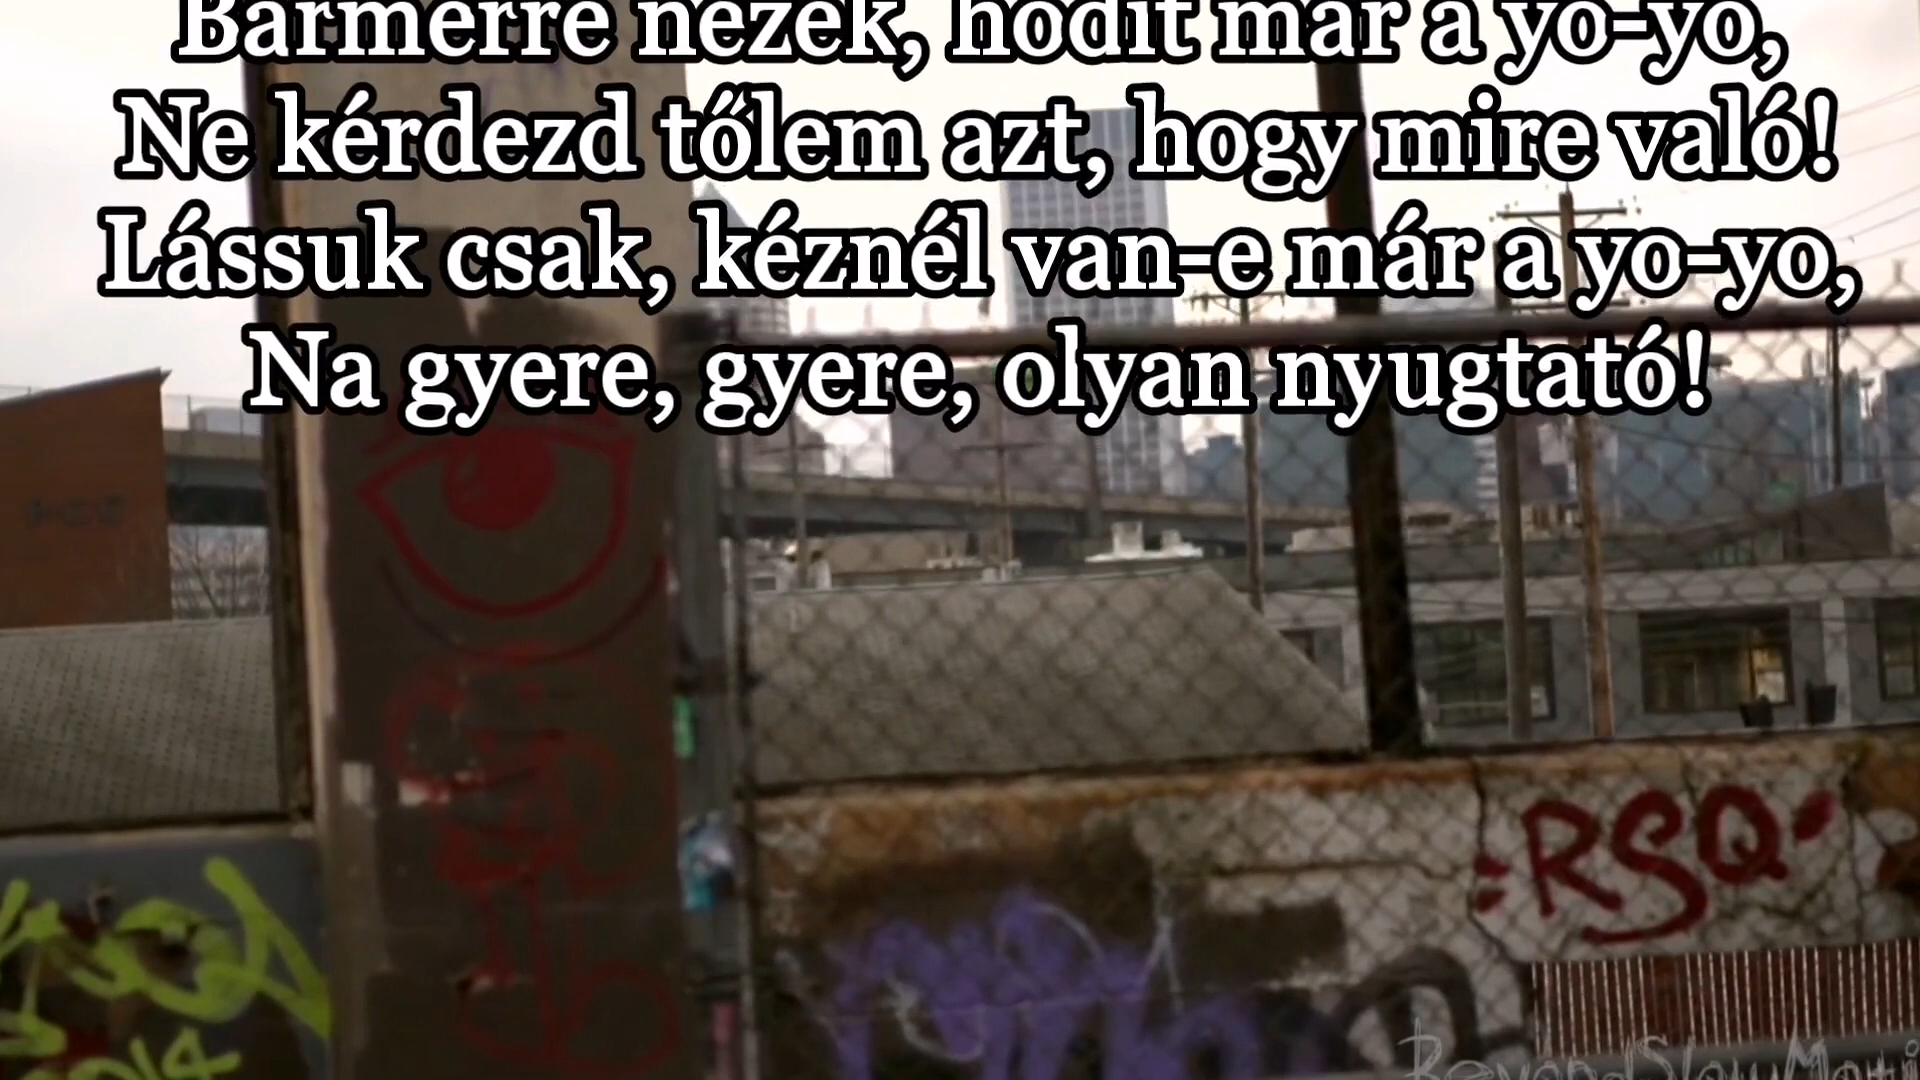 Bármerre nézek, hódít már a yo-yo,
Ne kérdezd tőlem azt, hogy mire való!
Lássuk csak, kéznél van-e már a yo-yo,
Na gyere, gyere, olyan nyugtató!
RSQ
2014